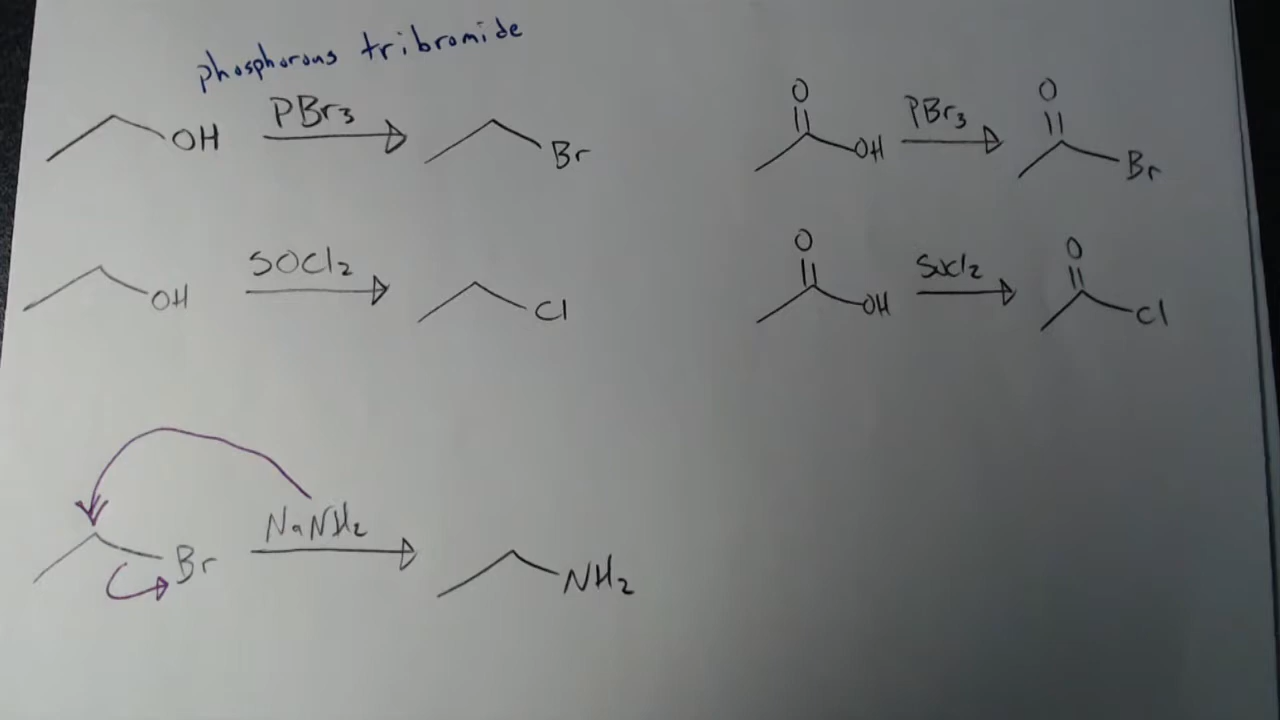 phosphorous tribromide
OH PBr₃ Br
OH SOCl₂ Cl
Br NaNH₂ NH₂
O OH PBr₃ O Br
O OH SOCl₂ O Cl